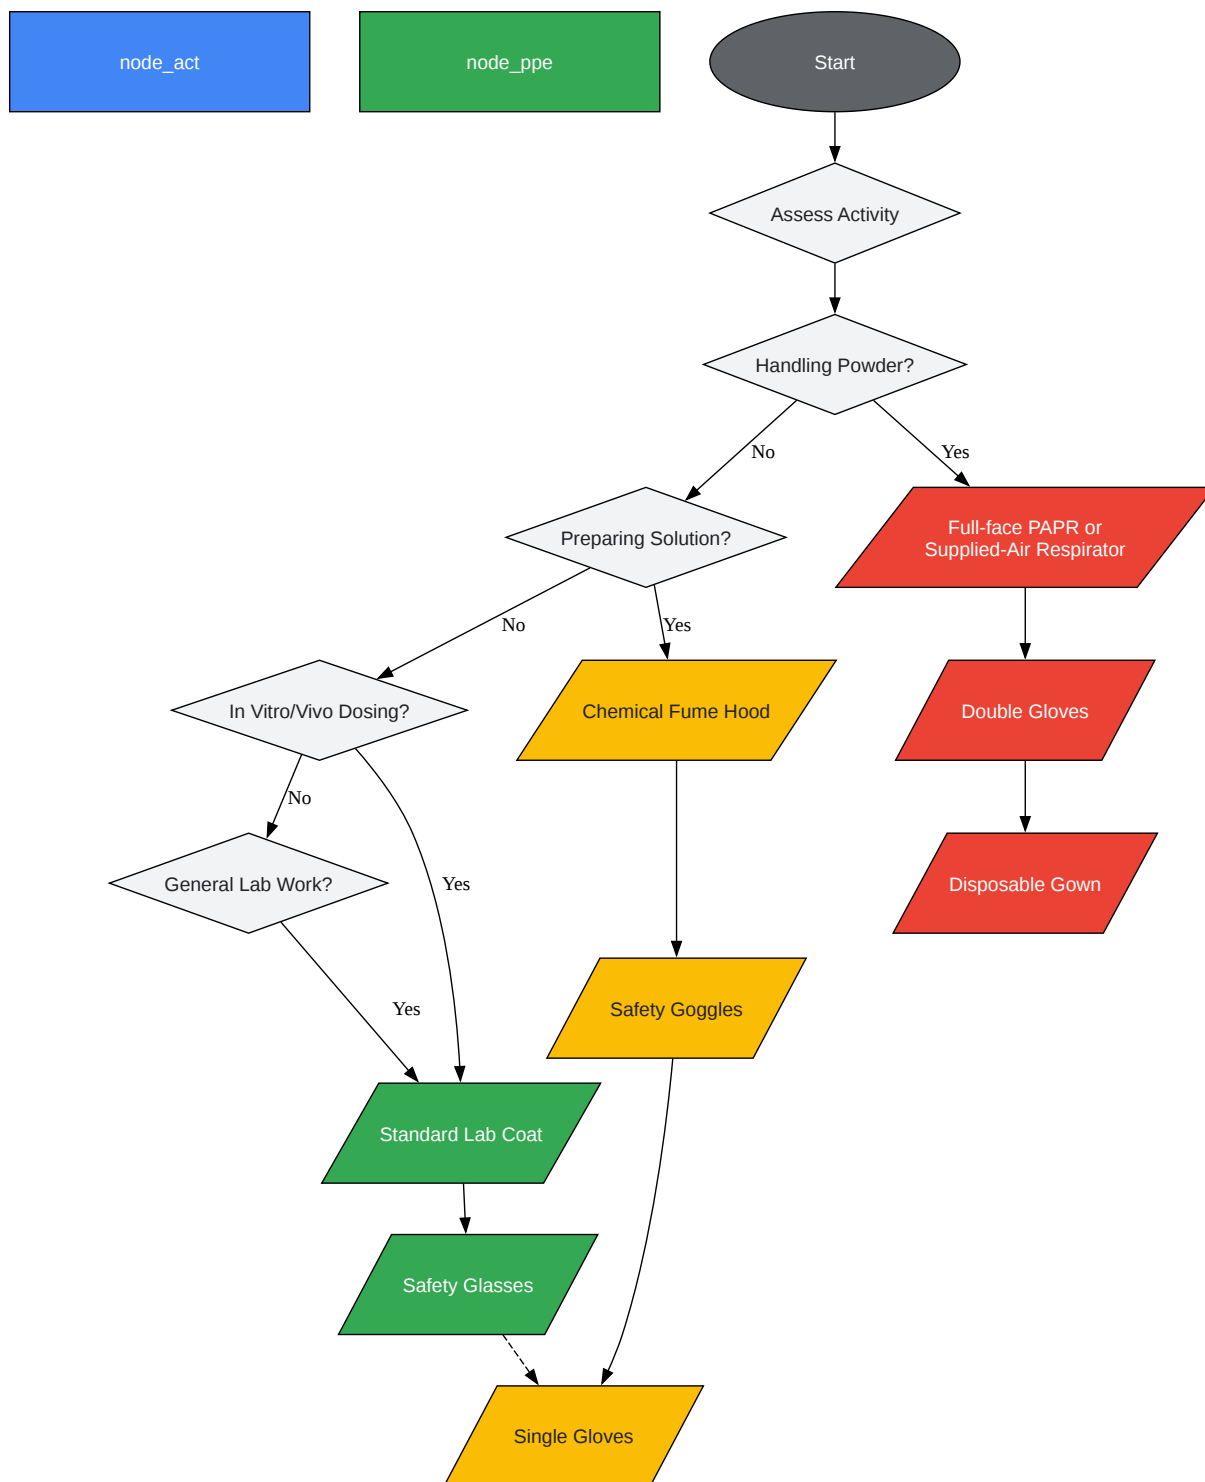 node_act
node_ppe
Start
Assess Activity
Handling Powder?
No
Yes
Preparing Solution?
Full-face PAPR or
Supplied-Air Respirator
No
Yes
In Vitro/Vivo Dosing?
Chemical Fume Hood
Double Gloves
No
General Lab Work?
Yes
Disposable Gown
Yes
Safety Goggles
Standard Lab Coat
Safety Glasses
Single Gloves